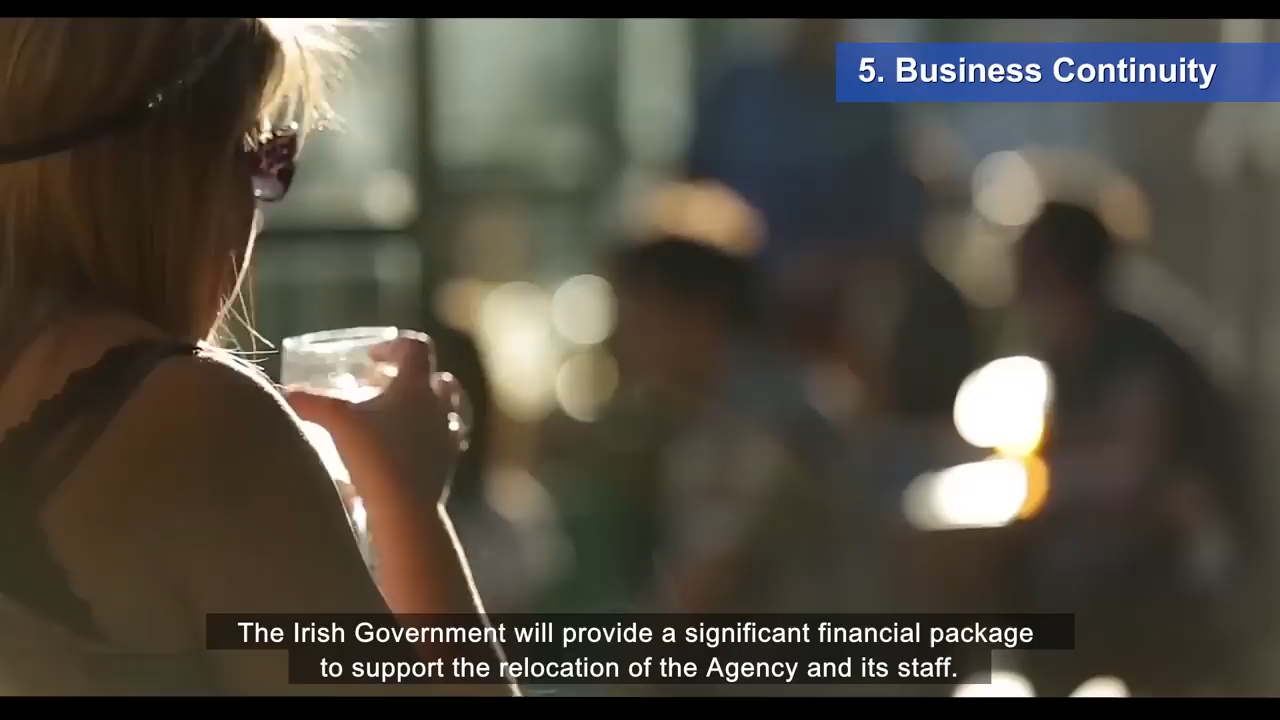 5. Business Continuity
The Irish Government will provide a significant financial package
to support the relocation of the Agency and its staff.